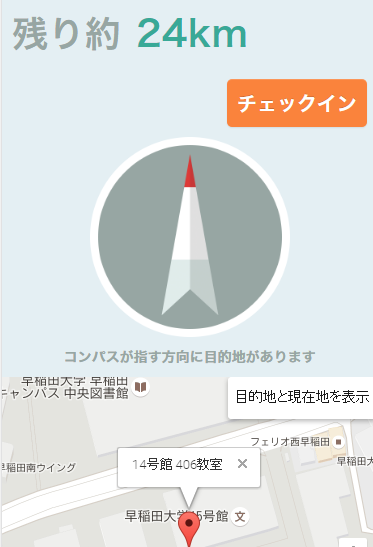 残り約 24km
チェックイン
コンパスが指す方向に目的地があります
早稲田大学 早稲田
キャンパス 中央図書館
目的地と現在地を表示
フェリオ西早稲田
14号館 406教室
早稲田南ウイング
早稲田大
早稲田大学15号館